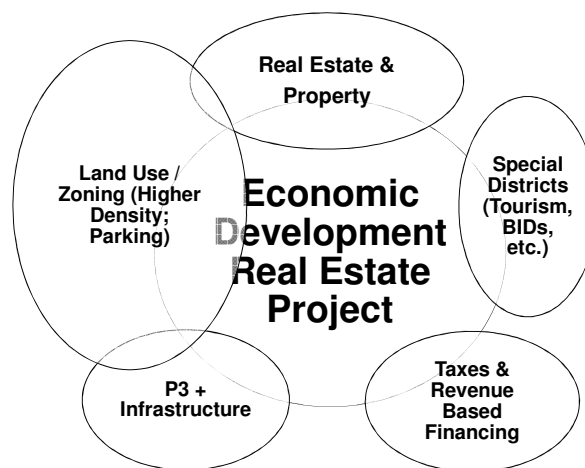 Real Estate &
Property
Land Use /
Zoning (Higher
Density;
Parking)
Economic
Development
Real Estate
Project
Special
Districts
(Tourism,
BIDs,
etc.)
P3 +
Infrastructure
Taxes &
Revenue
Based
Financing